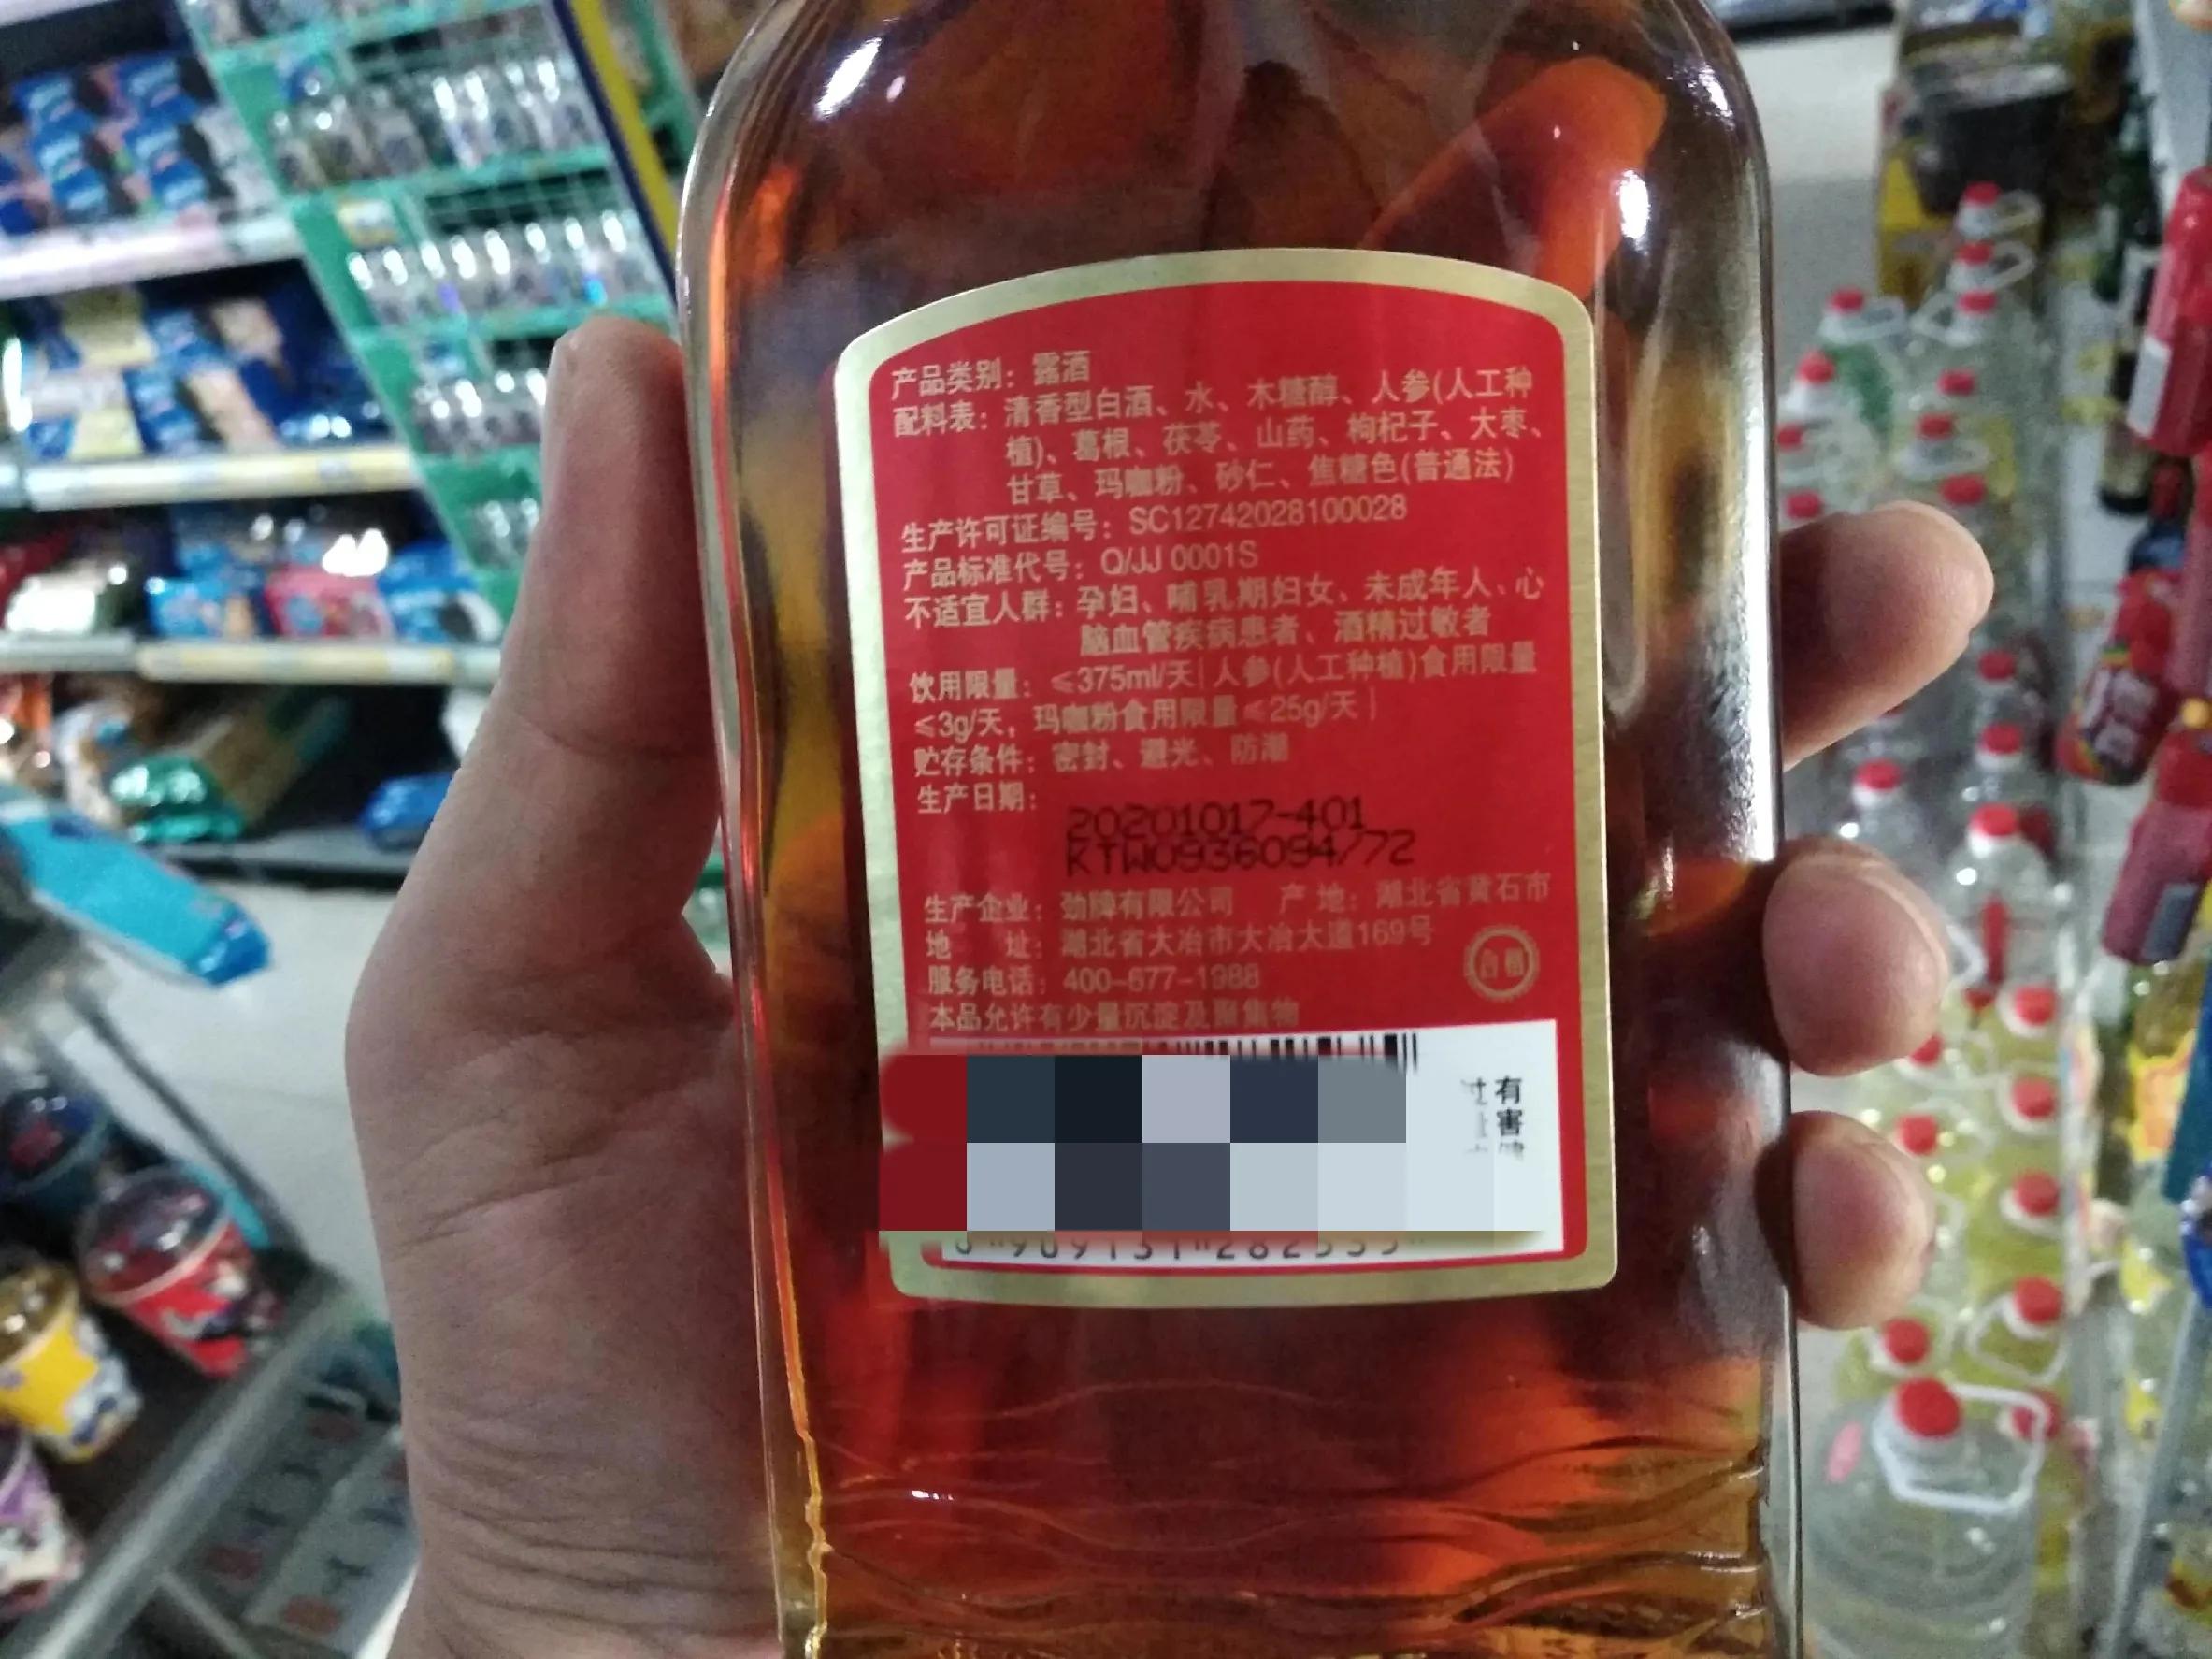 产品类别：露酒
配料表：清香型白酒、水、木糖醇、人参(人工种
植)、葛根、茯苓、山药、枸杞子、大枣、
甘草、玛咖粉、砂仁、焦糖色(普通法)
生产许可证编号：SC12742028100028
产品标准代号：Q/JJ 0001S
不适宜人群：孕妇、哺乳期妇女、未成年人、心
脑血管疾病患者、酒精过敏者
饮用限量：≤375ml/天|人参(人工种植)食用限量
≤3g/天，玛咖粉食用限量≤25g/天|
贮存条件：密封、避光、防潮
生产日期：
20201017-401
KTWU936094772
生产企业：劲牌有限公司 产 地：湖北省黄石市
地 址：湖北省大冶市大冶大道169号
服务电话：400-677-1988
合格
本品允许有少量沉淀及聚集物
有害